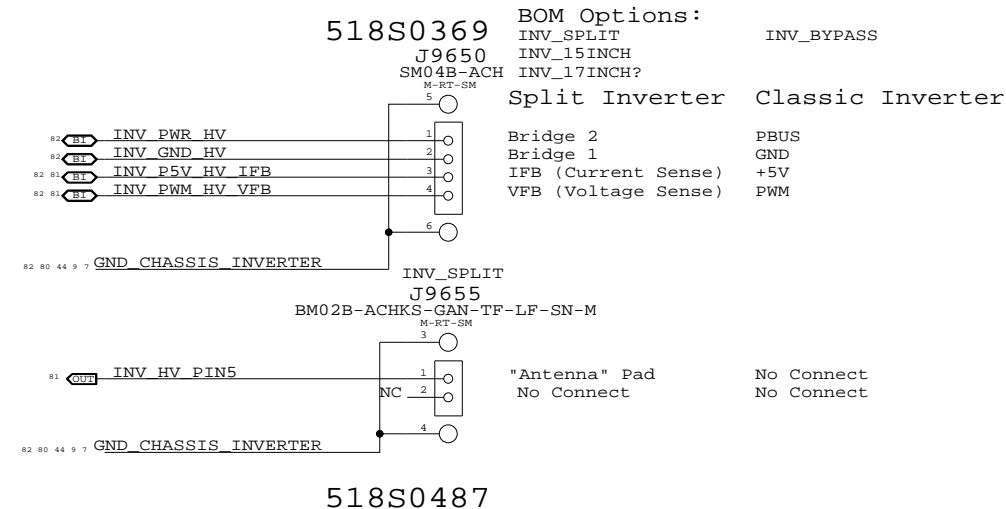 518S0369
BOM Options:
INV_SPLIT INV_BYPASS
J9650
INV_15INCH
SM04B-ACH
INV_17INCH?
M-RT-SM
5
Split Inverter Classic Inverter
82 BI INV_PWR_HV 1 Bridge 2 PBUS
82 BI INV_GND_HV 2 Bridge 1 GND
82 81 BI INV_P5V_HV_IFB 3 IFB (Current Sense) +5V
82 81 BI INV_PWM_HV_VFB 4 VFB (Voltage Sense) PWM
6
82 80 44 9 7 GND_CHASSIS_INVERTER
INV_SPLIT
J9655
BM02B-ACHKS-GAN-TF-LF-SN-M
M-RT-SM
3
81 OUT INV_HV_PIN5 1 "Antenna" Pad No Connect
NC 2 No Connect No Connect
4
82 80 44 9 7 GND_CHASSIS_INVERTER
518S0487